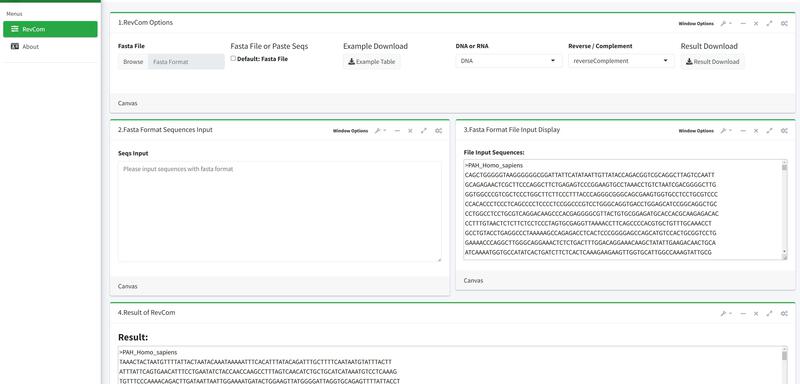 Menus
RevCom
About
1.RevCom Options
Window Options
Fasta File
Browse
Fasta Format
Fasta File or Paste Seqs
Default: Fasta File
Example Download
Example Table
DNA or RNA
DNA
Reverse / Complement
reverseComplement
Result Download
Result Download
Canvas
2.Fasta Format Sequences Input
Window Options
Seqs Input
Please input sequences with fasta format
Canvas
3.Fasta Format File Input Display
Window Options
File Input Sequences:
>PAH_Homo_sapiens
CAGCTGGGGGTAAGGGGGGCGGATTATTCATATAATTGTTATACCAGACGGTCGCAGGCTTAGTCCAATT
GCAGAGAACTCGCTTCCCAGGCTTCTGAGAGTCCCGGAAGTGCCTAAACCTGTCTAATCGACGGGGCTTG
GGTGGCCCGTCGCTCCCTGGCTTCTTCCCTTTACCCAGGGCGGGCAGCGAAGTGGTGCCTCCTGCGTCCC
CCACACCCTCCCTCAGCCCCTCCCCTCCGGCCCGTCCTGGGCAGGTGACCTGGAGCATCCGGCAGGCTGC
CCTGGCCTCCTGCGTCAGGACAAGCCCACGAGGGGCGTTACTGTGCGGAGATGCACCACGCAAGAGACAC
CCTTTGTAACTCTCTTCTCCTCCCTAGTGCGAGGTTAAAACCTTCAGCCCCACGTGCTGTTTGCAAACCT
GCCTGTACCTGAGGCCCTAAAAAGCCAGAGACCTCACTCCCGGGGAGCCAGCATGTCCACTGCGGTCCTG
GAAAACCCAGGCTTGGGCAGGAAACTCTCTGACTTTGGACAGGAAACAAGCTATATTGAAGACAACTGCA
ATCAAAATGGTGCCATATCACTGATCTTCTCACTCAAAGAAGAAGTTGGTGCATTGGCCAAAGTATTGCG
Canvas
4.Result of RevCom
Result:
>PAH_Homo_sapiens
TAAACTACTAATGTTTTATTACTAATACAAATAAAAATTTCACATTTATACAGATTTGCTTTTCAATAATGTATTTACTT
ATTTATTCAGTGAACATTTCCTGAATATCTACCAACCAAGCCTTTAGTCAACATCTGCTGCATCATAAATGTCCTCAAAG
TGTTTCCCAAAACAGACTTGATAATTAATTGGAAAATGATACTGGAAGTTATGGGGATTAGGTGCAGAGTTTTATTACCT